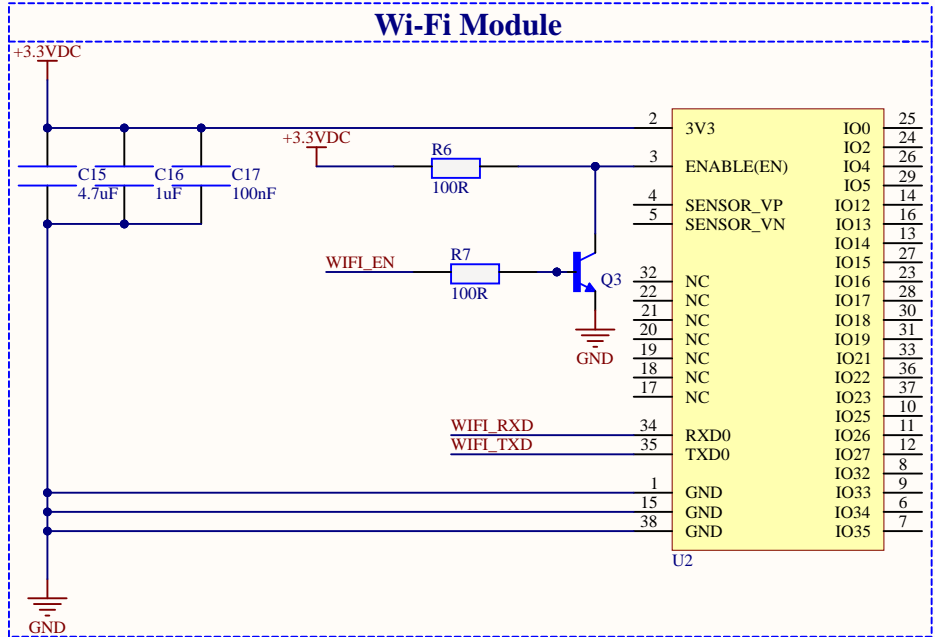 Wi-Fi Module
+3.3VDC
C15
4.7uF
C16
1uF
C17
100nF
+3.3VDC
R6
100R
WIFI_EN
R7
100R
Q3
GND
WIFI_RXD
WIFI_TXD
GND
2 3V3
3 ENABLE(EN)
4 SENSOR_VP
5 SENSOR_VN
32 NC
22 NC
21 NC
20 NC
19 NC
18 NC
17 NC
34 RXD0
35 TXD0
1 GND
15 GND
38 GND
IO0 25
IO2 24
IO4 26
IO5 29
IO12 14
IO13 16
IO14 13
IO15 27
IO16 23
IO17 28
IO18 30
IO19 31
IO21 33
IO22 36
IO23 37
IO25 10
IO26 11
IO27 12
IO32 8
IO33 9
IO34 6
IO35 7
U2